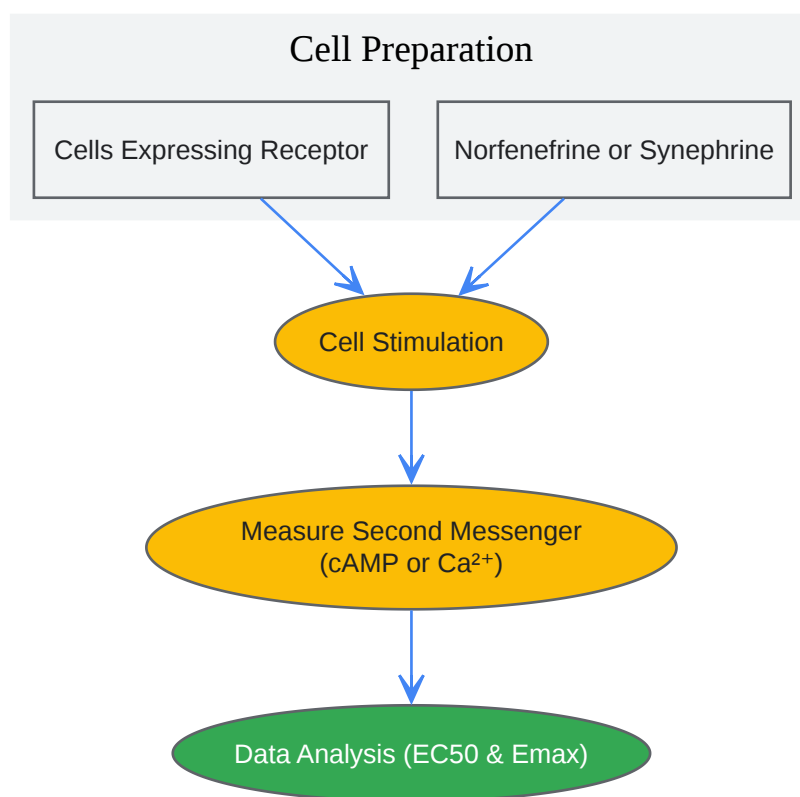 Cell Preparation
Cells Expressing Receptor
Norfenefrine or Synephrine
Cell Stimulation
Measure Second Messenger
(cAMP or Ca²⁺)
Data Analysis (EC50 & Emax)